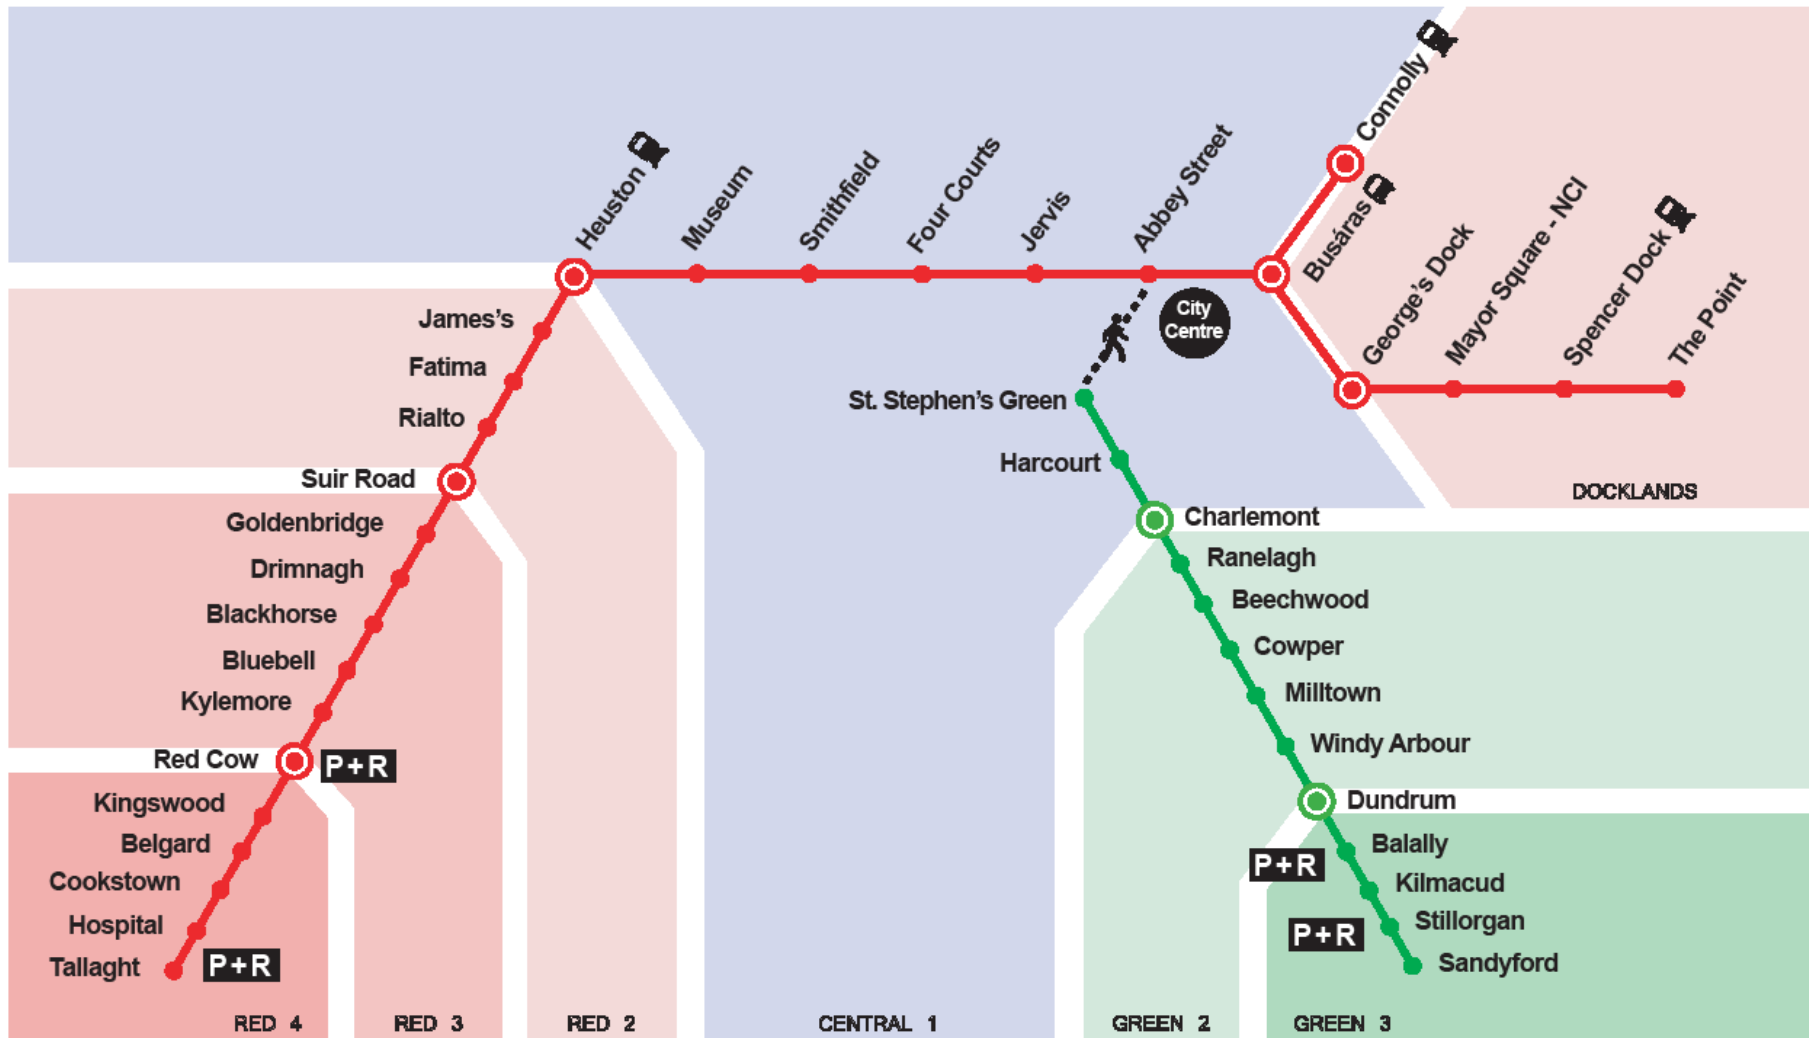 Connolly
Busáras
Heuston
Museum
Smithfield
Four Courts
Jervis
Abbey Street
George's Dock
Mayor Square - NCI
Spencer Dock
The Point
City
Centre
James's
Fatima
Rialto
Suir Road
Goldenbridge
Drimnagh
Blackhorse
Bluebell
Kylemore
Red Cow
P+R
Kingswood
Belgard
Cookstown
Hospital
Tallaght
P+R
St. Stephen's Green
Harcourt
Charlemont
Ranelagh
Beechwood
Cowper
Milltown
Windy Arbour
Dundrum
Balally
P+R
Kilmacud
Stillorgan
P+R
Sandyford
DOCKLANDS
RED 4
RED 3
RED 2
CENTRAL 1
GREEN 2
GREEN 3